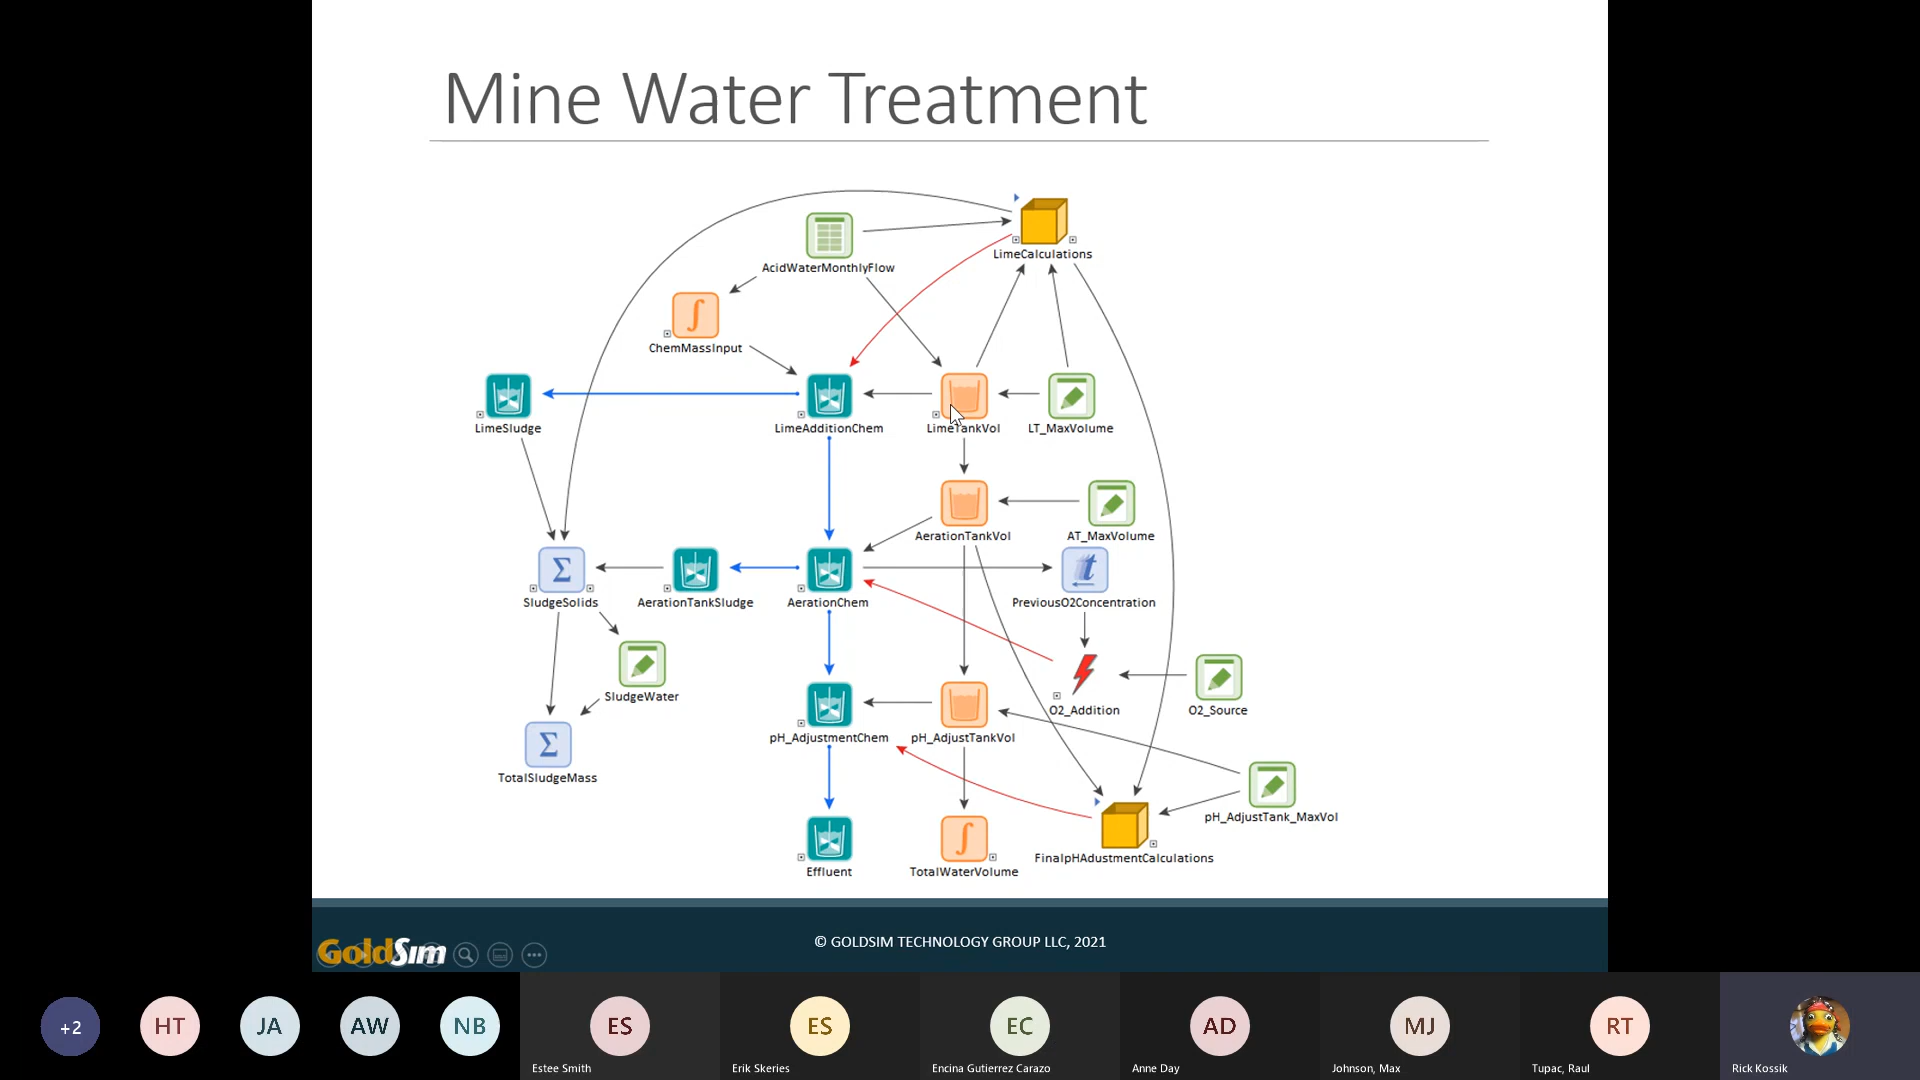 Mine Water Treatment
LimeCalculations
AcidWaterMonthlyFlow
ChemMassInput
LimeSludge
LimeAdditionChem
LimeTankVol
LT_MaxVolume
AerationTankVol
AT_MaxVolume
SludgeSolids
AerationTankSludge
AerationChem
PreviousO2Concentration
SludgeWater
O2_Addition
O2_Source
pH_AdjustmentChem
pH_AdjustTankVol
TotalSludgeMass
pH_AdjustTank_MaxVol
FinalpHAdustmentCalculations
Effluent
TotalWaterVolume
GoldSim
© GOLDSIM TECHNOLOGY GROUP LLC, 2021
+2
HT
JA
AW
NB
ES
Estee Smith
ES
Erik Skeries
EC
Encina Gutierrez Carazo
AD
Anne Day
MJ
Johnson, Max
RT
Tupac, Raul
Rick Kossik